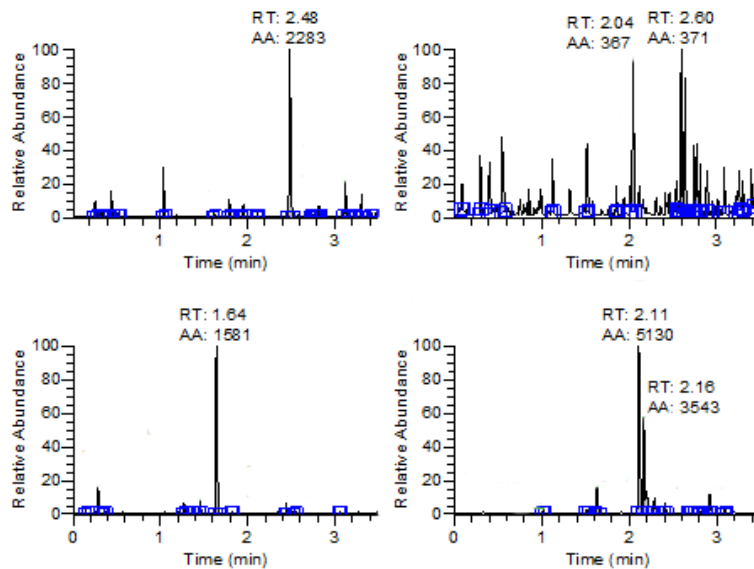 RT: 2.48
AA: 2283
100
80
60
40
20
0
Relative Abundance
1
2
3
Time (min)
RT: 2.04
AA: 367
RT: 2.60
AA: 371
100
80
60
40
20
0
Relative Abundance
0
1
2
3
Time (min)
RT: 1.64
AA: 1581
100
80
60
40
20
0
Relative Abundance
0
1
2
3
Time (min)
RT: 2.11
AA: 5130
RT: 2.16
AA: 3543
100
80
60
40
20
0
Relative Abundance
0
1
2
3
Time (min)